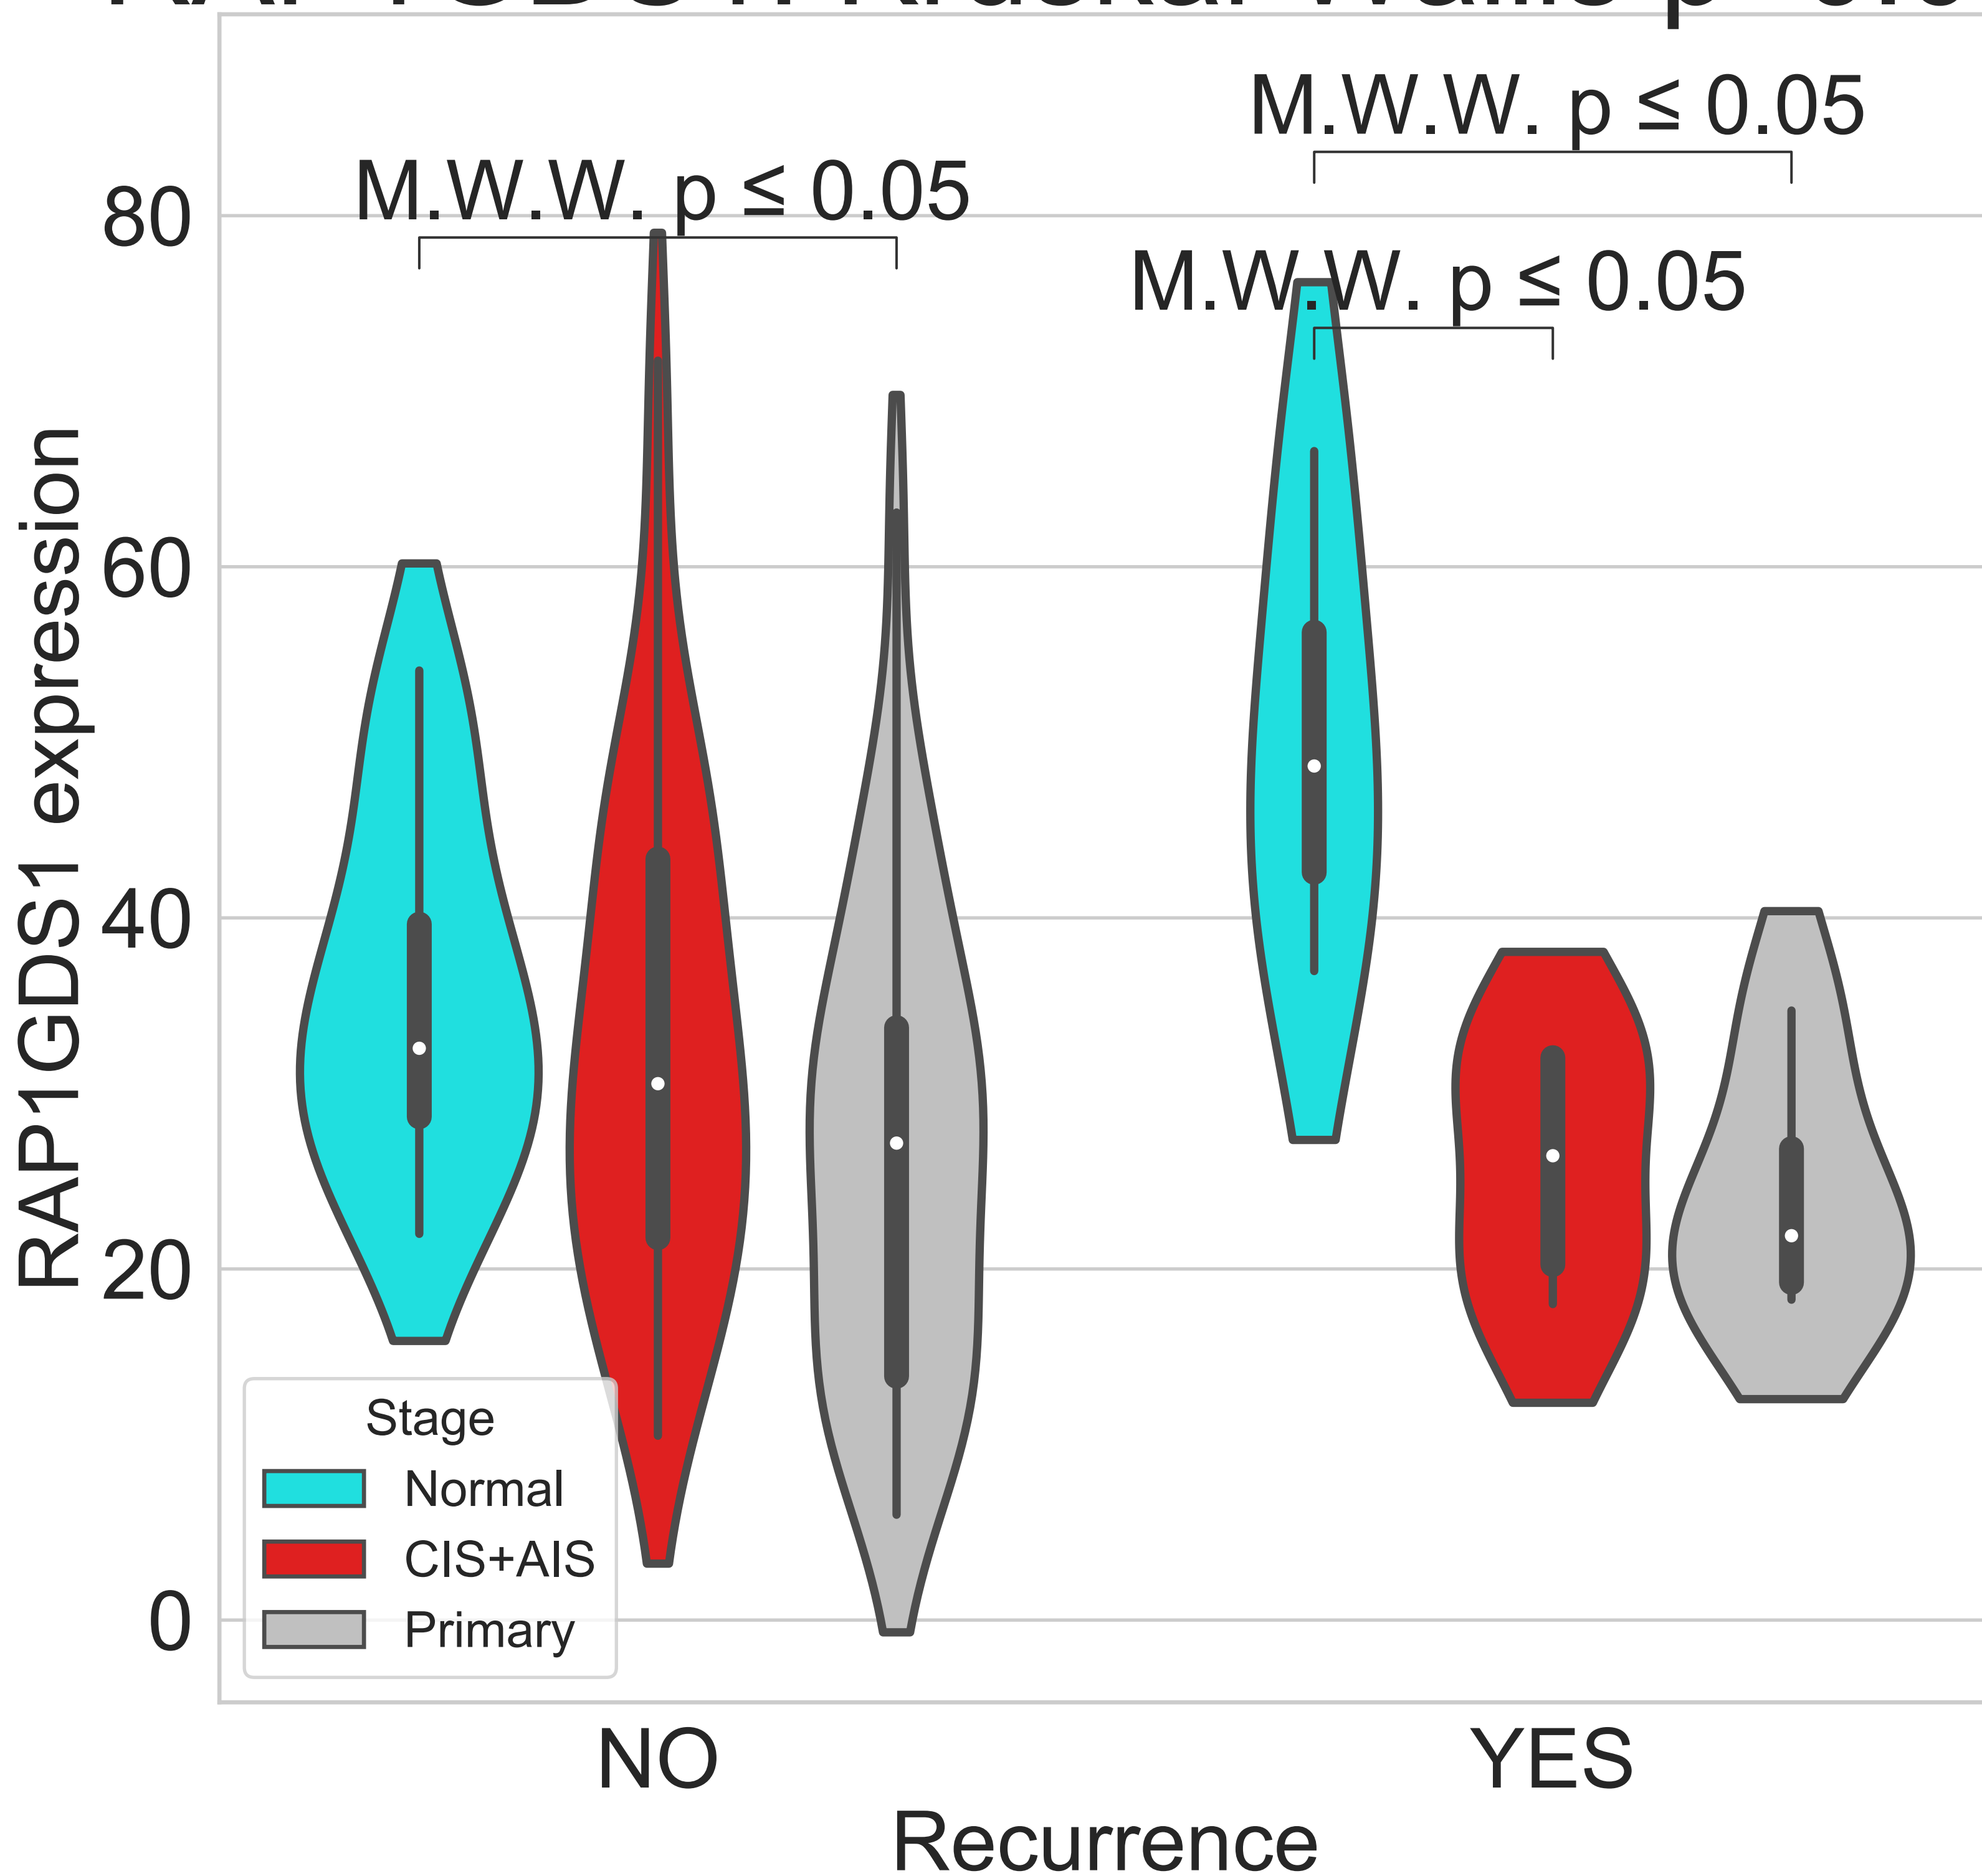 M.W.W. p ≤ 0.05
M.W.W. p ≤ 0.05
M.W.W. p ≤ 0.05
80
60
40
20
0
RAP1GDS1 expression
Stage
Normal
CIS+AIS
Primary
NO
YES
Recurrence